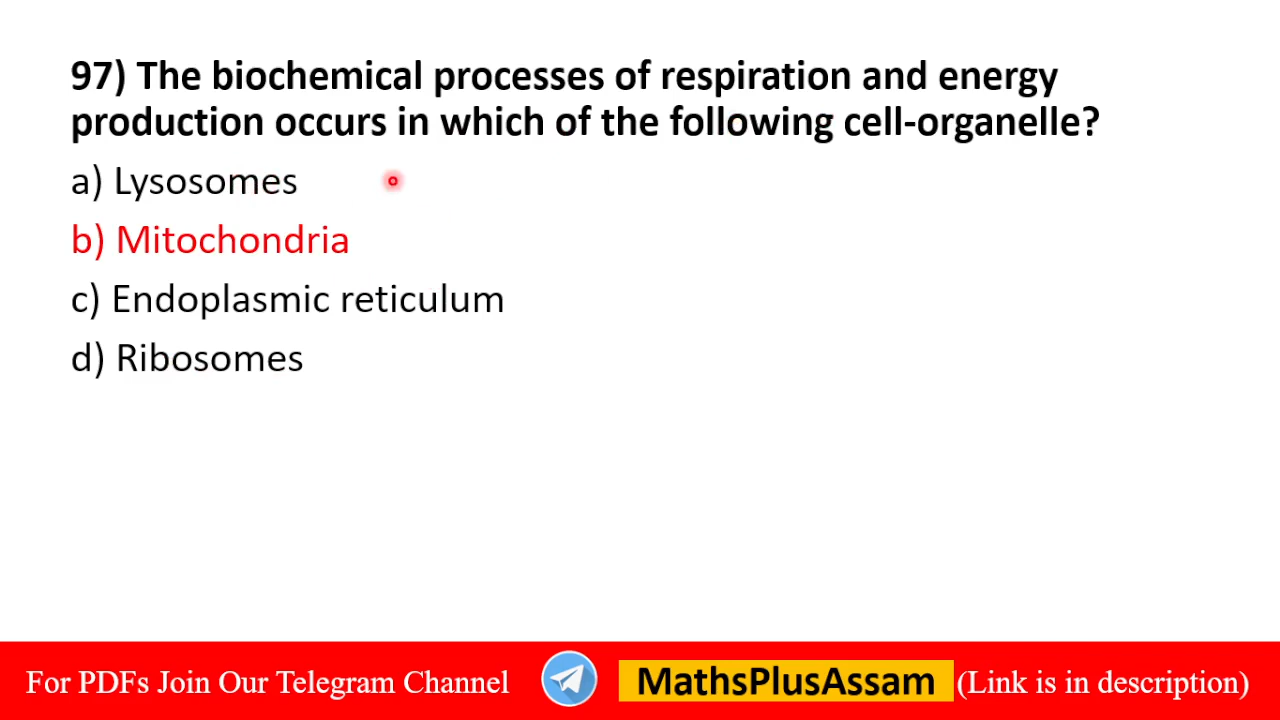 97) The biochemical processes of respiration and energy
production occurs in which of the following cell-organelle?
a) Lysosomes
b) Mitochondria
c) Endoplasmic reticulum
d) Ribosomes
For PDFs Join Our Telegram Channel MathsPlusAssam (Link is in description)